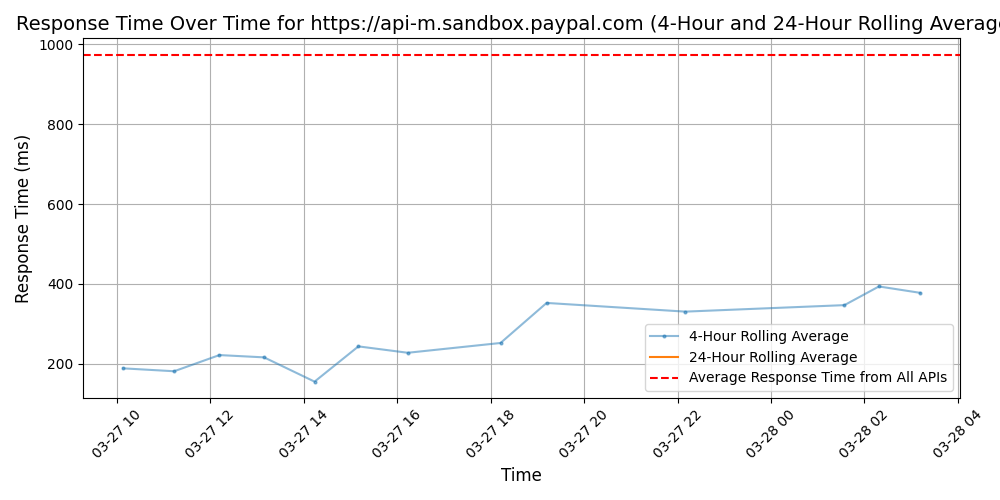 Response Time Over Time for https://api-m.sandbox.paypal.com (4-Hour and 24-Hour Rolling Average
1000
800
600
400
200
Response Time (ms)
4-Hour Rolling Average
24-Hour Rolling Average
Average Response Time from All APIs
03-27 10
03-27 12
03-27 14
03-27 16
03-27 18
03-27 20
03-27 22
03-28 00
03-28 02
03-28 04
Time